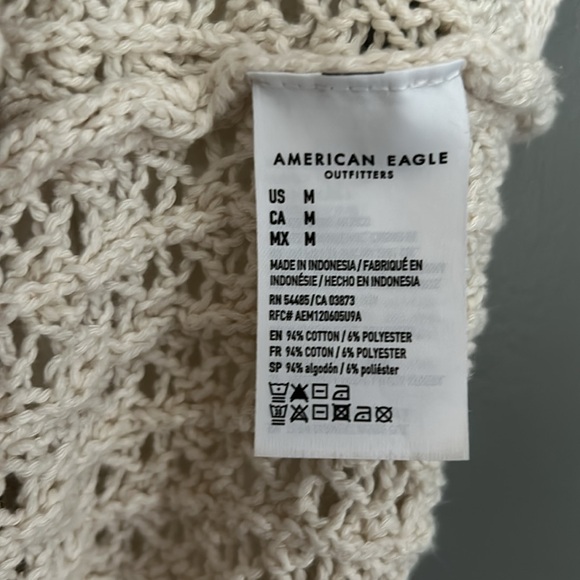 AMERICAN EAGLE
OUTFITTERS
US M
CA M
MX M
MADE IN INDONESIA / FABRIQUÉ EN
INDONÉSIE / HECHO EN INDONESIA
RN 54485 / CA 03873
RFC# AEM120605U9A
EN 94% COTTON / 6% POLYESTER
FR 94% COTON / 6% POLYESTER
SP 94% algodón / 6% poliéster